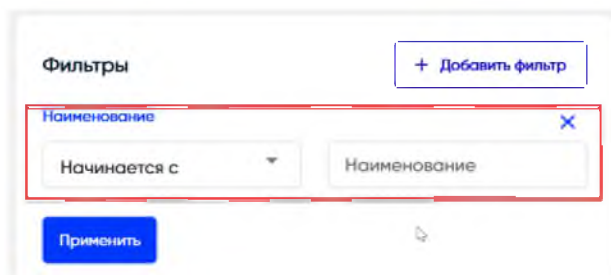 Фильтры
+ Добавить фильтр
Наименование
Начинается с
Наименование
Применить